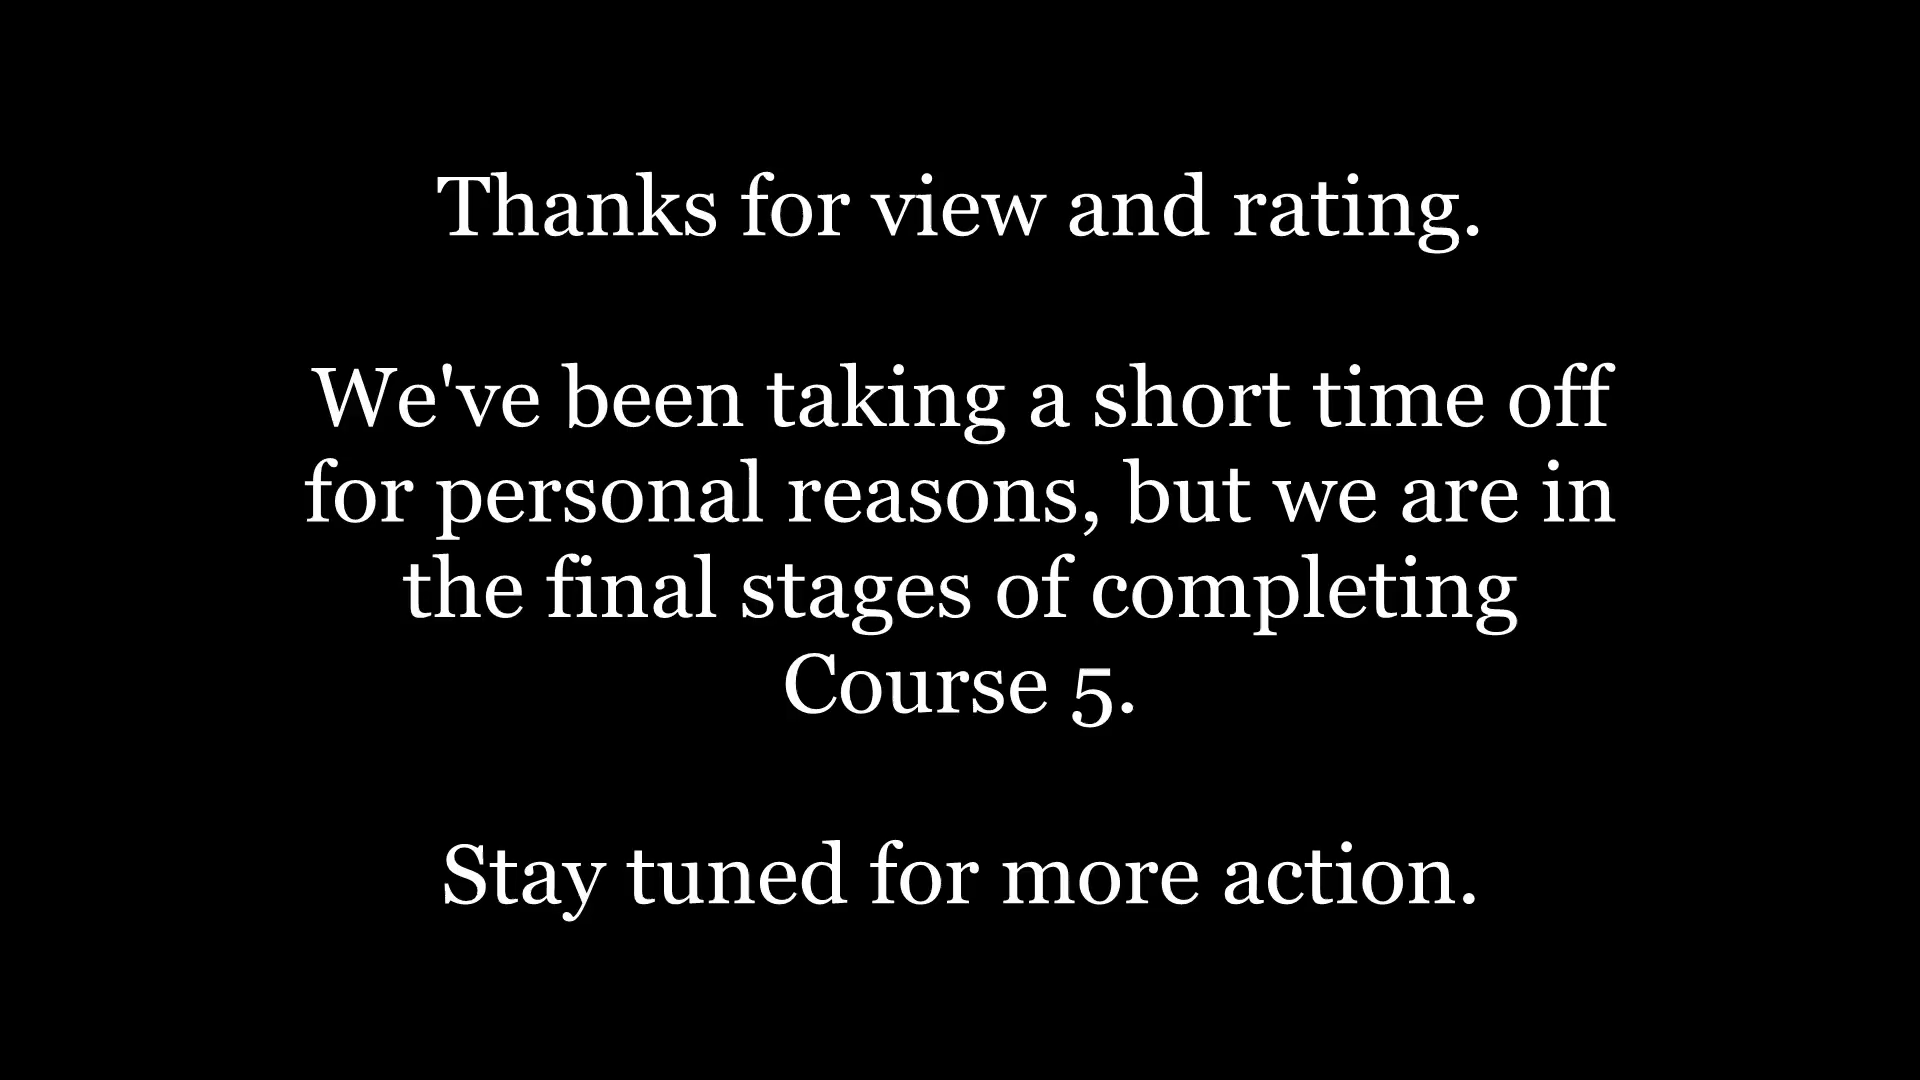 Thanks for view and rating.
We've been taking a short time off
for personal reasons, but we are in
the final stages of completing
Course 5.
Stay tuned for more action.